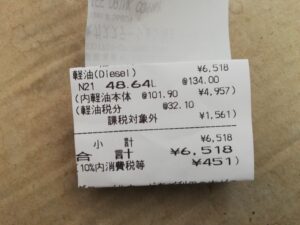 軽油(Diesel) ¥6,518
N21 48.64L @134.00
(内軽油本体 @101.90 ¥4,957)
(軽油税分 @32.10
課税対象外 ¥1,561)
小 計 ¥6,518
合 計 ¥6,518
(10%内消費税等 ¥451)